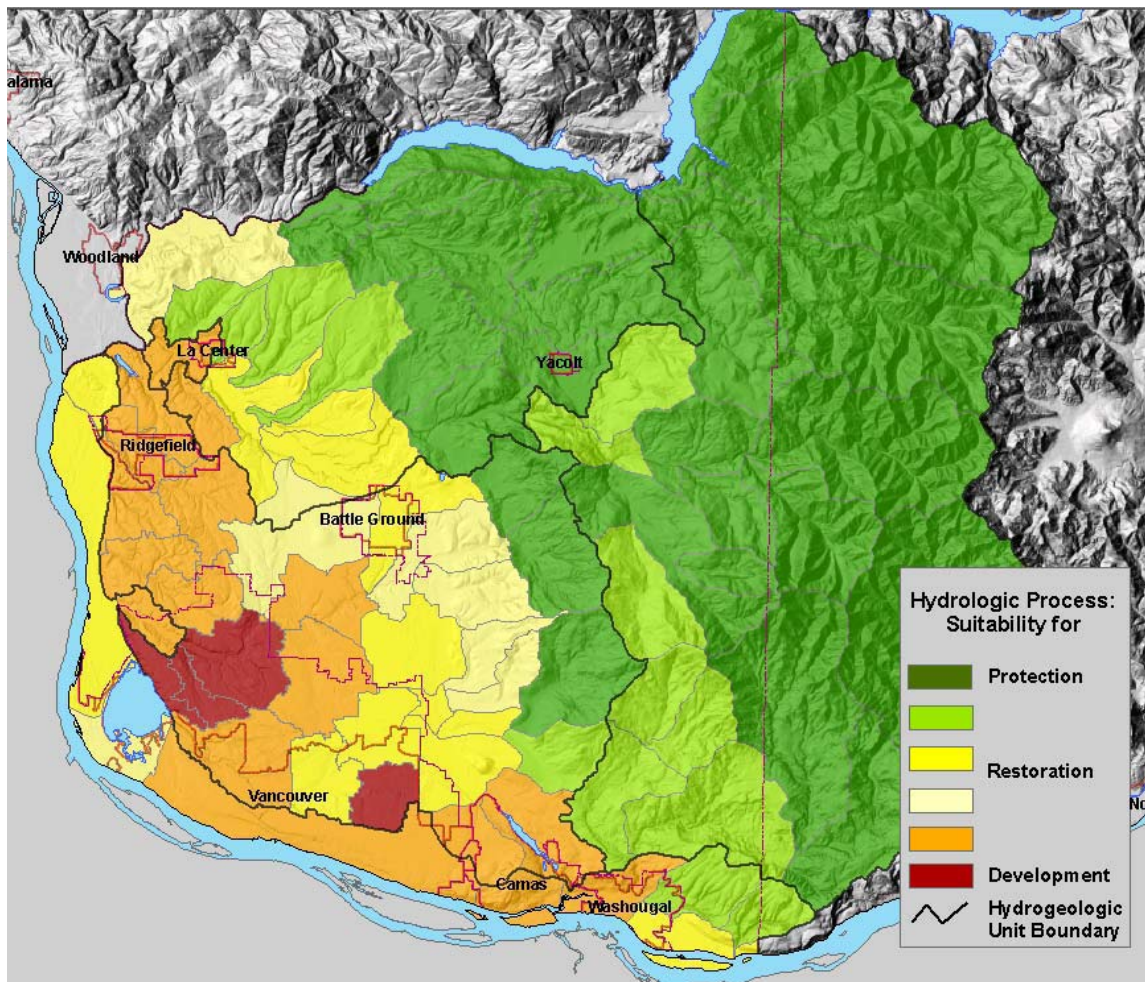 alama
Woodland
La Center
Yacolt
Ridgefield
Battle Ground
Vancouver
Camas
Washougal
No
Hydrologic Process:
Suitability for
Protection
Restoration
Development
Hydrogeologic
Unit Boundary